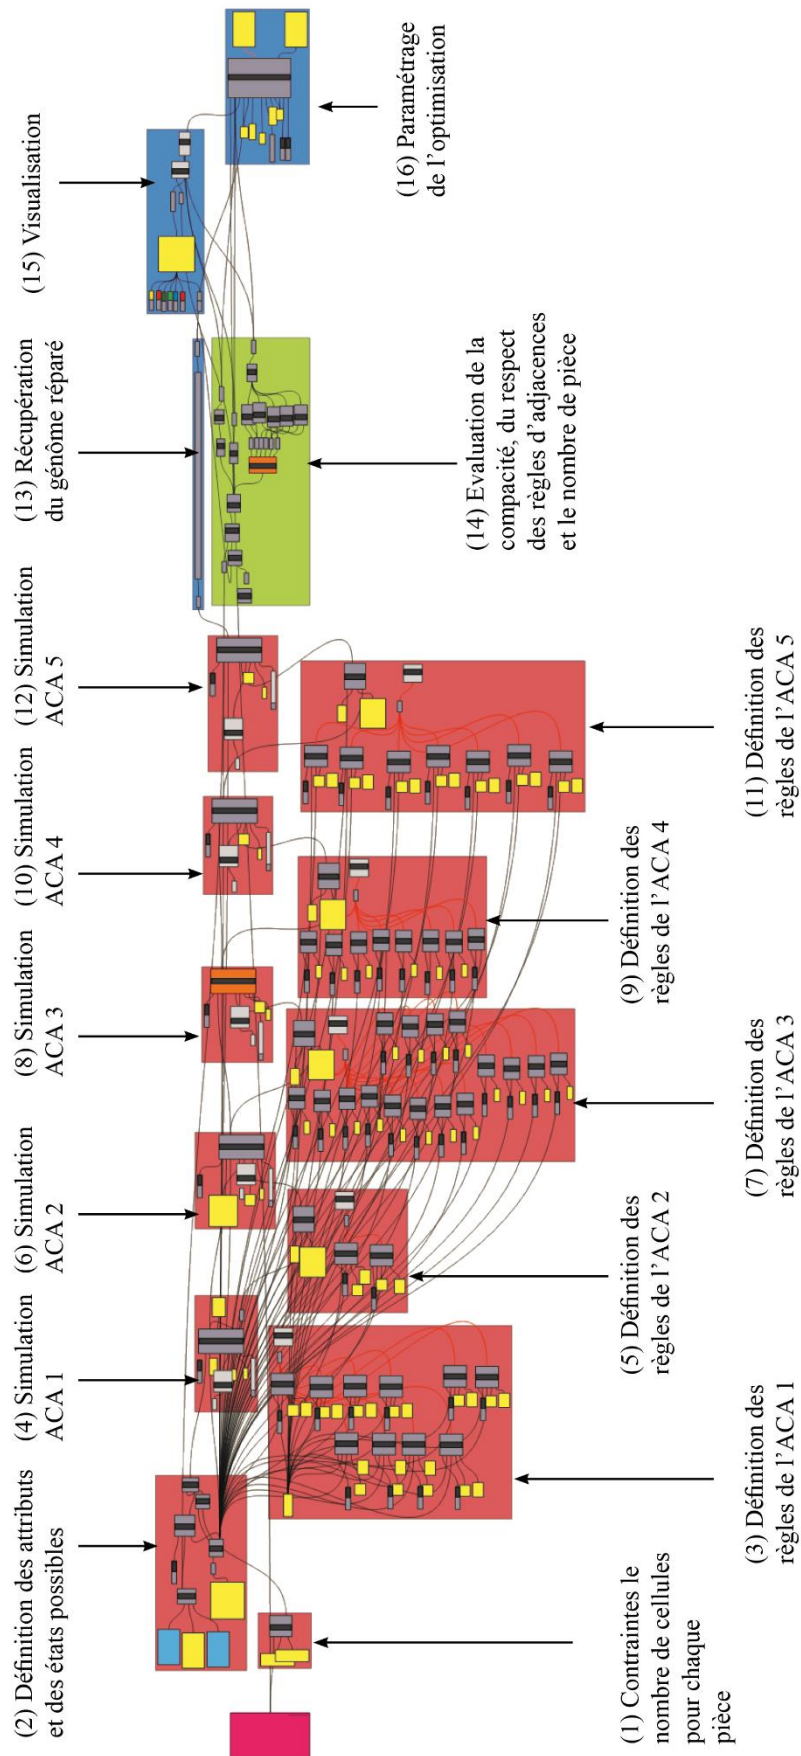 (2) Définition des attributs
et des états possibles
(4) Simulation
ACA 1
(6) Simulation
ACA 2
(8) Simulation
ACA 3
(10) Simulation
ACA 4
(12) Simulation
ACA 5
(13) Récupération
du génôme réparé
(15) Visualisation
(1) Contraintes le
nombre de cellules
pour chaque
pièce
(3) Définition des
règles de l'ACA 1
(5) Définition des
règles de l'ACA 2
(7) Définition des
règles de l'ACA 3
(9) Définition des
règles de l'ACA 4
(11) Définition des
règles de l'ACA 5
(14) Evaluation de la
compacité, du respect
des règles d'adjacences
et le nombre de pièce
(16) Paramétrage
de l'optimisation